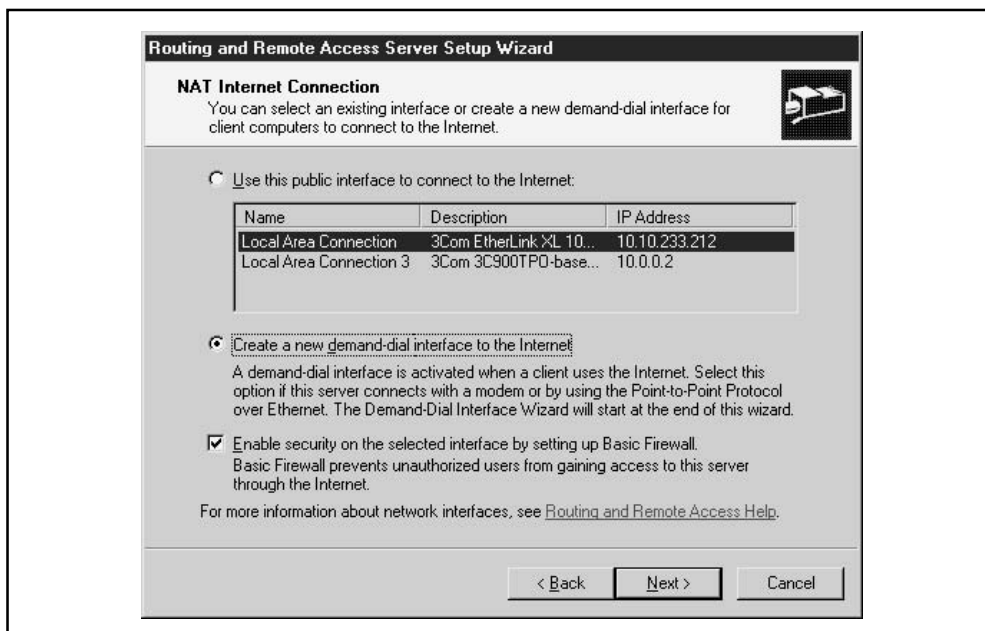 Routing and Remote Access Server Setup Wizard
NAT Internet Connection
You can select an existing interface or create a new demand-dial interface for
client computers to connect to the Internet.
Use this public interface to connect to the Internet:
Name Description IP Address
Local Area Connection 3Com EtherLink XL 10... 10.10.233.212
Local Area Connection 3 3Com 3C900TPO-base... 10.0.0.2
Create a new demand-dial interface to the Internet
A demand-dial interface is activated when a client uses the Internet. Select this
option if this server connects with a modem or by using the Point-to-Point Protocol
over Ethernet. The Demand-Dial Interface Wizard will start at the end of this wizard.
Enable security on the selected interface by setting up Basic Firewall.
Basic Firewall prevents unauthorized users from gaining access to this server
through the Internet.
For more information about network interfaces, see Routing and Remote Access Help.
< Back Next > Cancel